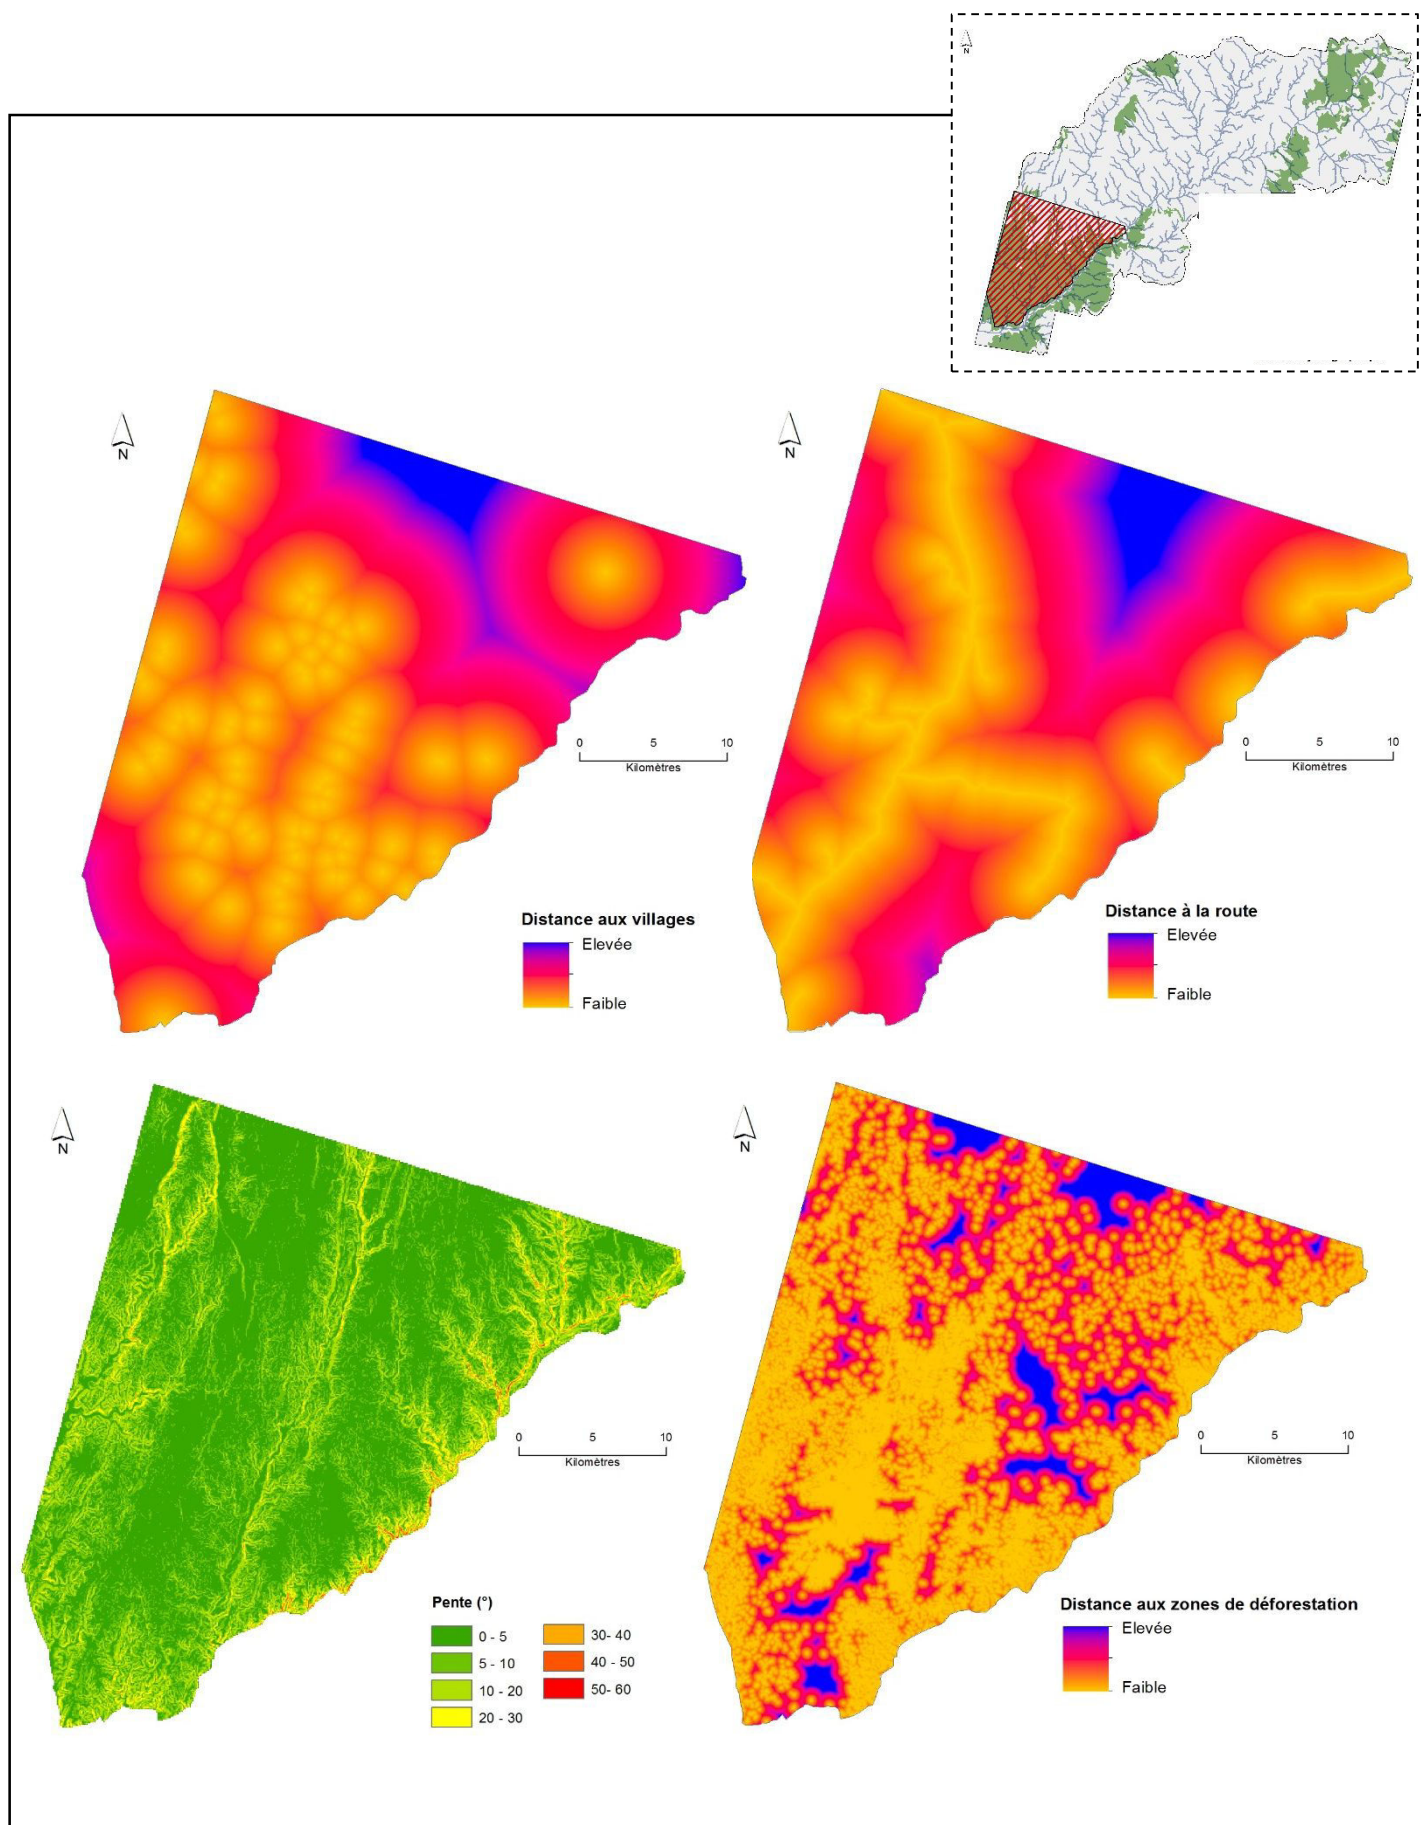 N
N
N
0 5 10
Kilomètres
0 5 10
Kilomètres
Distance aux villages
Elevée
Faible
Distance à la route
Elevée
Faible
N
N
0 5 10
Kilomètres
0 5 10
Kilomètres
Pente (°)
0 - 5
5 - 10
10 - 20
20 - 30
30- 40
40 - 50
50- 60
Distance aux zones de déforestation
Elevée
Faible